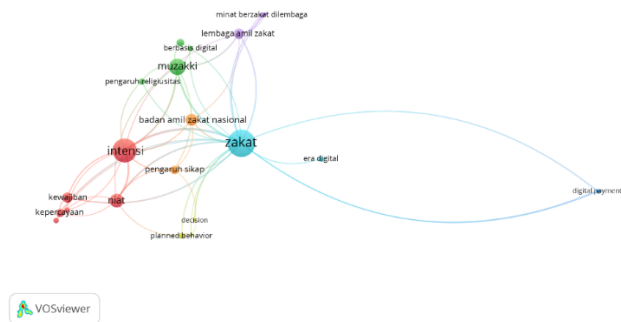 minat berzakat dilembaga
lembaga amil zakat
berbasis digital
muzakki
pengaruh religiusitas
badan amil zakat nasional
zakat
intensi
era digital
pengaruh sikap
digital payment
kewajiban
niat
kepercayaan
decision
planned behavior
VOSviewer